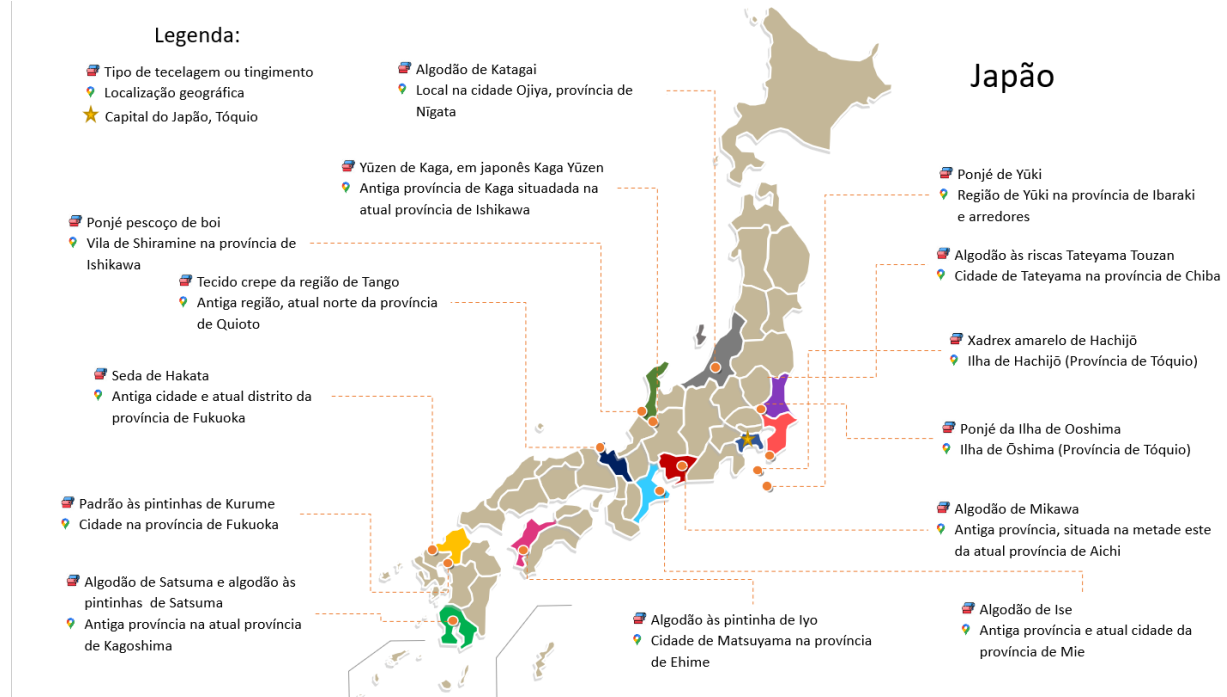 Legenda:
Tipo de tecelagem ou tingimento
Localização geográfica
Capital do Japão, Tóquio
Algodão de Katagai
Local na cidade Ojiya, província de
Nīgata
Japão
Yūzen de Kaga, em japonês Kaga Yūzen
Antiga província de Kaga situadada na
atual província de Ishikawa
Ponjé de Yūki
Região de Yūki na província de Ibaraki
e arredores
Ponjé pescoço de boi
Vila de Shiramine na província de
Ishikawa
Algodão às riscas Tateyama Touzan
Cidade de Tateyama na província de Chiba
Tecido crepe da região de Tango
Antiga região, atual norte da província
de Quioto
Xadrex amarelo de Hachijō
Ilha de Hachijō (Província de Tóquio)
Seda de Hakata
Antiga cidade e atual distrito da
província de Fukuoka
Ponjé da Ilha de Ooshima
Ilha de Ōshima (Província de Tóquio)
Padrão às pintinhas de Kurume
Cidade na província de Fukuoka
Algodão de Mikawa
Antiga província, situada na metade este
da atual província de Aichi
Algodão de Satsuma e algodão às
pintinhas de Satsuma
Antiga província na atual província
de Kagoshima
Algodão às pintinha de Iyo
Cidade de Matsuyama na província
de Ehime
Algodão de Ise
Antiga província e atual cidade da
província de Mie